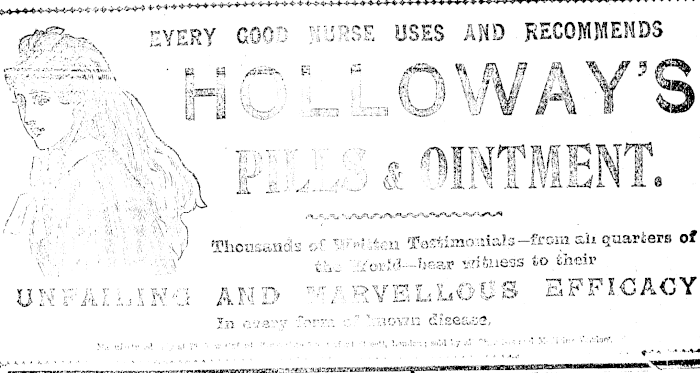 EVERY GOOD NURSE USES AND RECOMMENDS
HOLLOWAY'S
PILLS & OINTMENT.
Thousands of Written Testimonials—from all quarters of
the World—bear witness to their
UNFAILING AND MARVELLOUS EFFICACY
In every form of known disease.